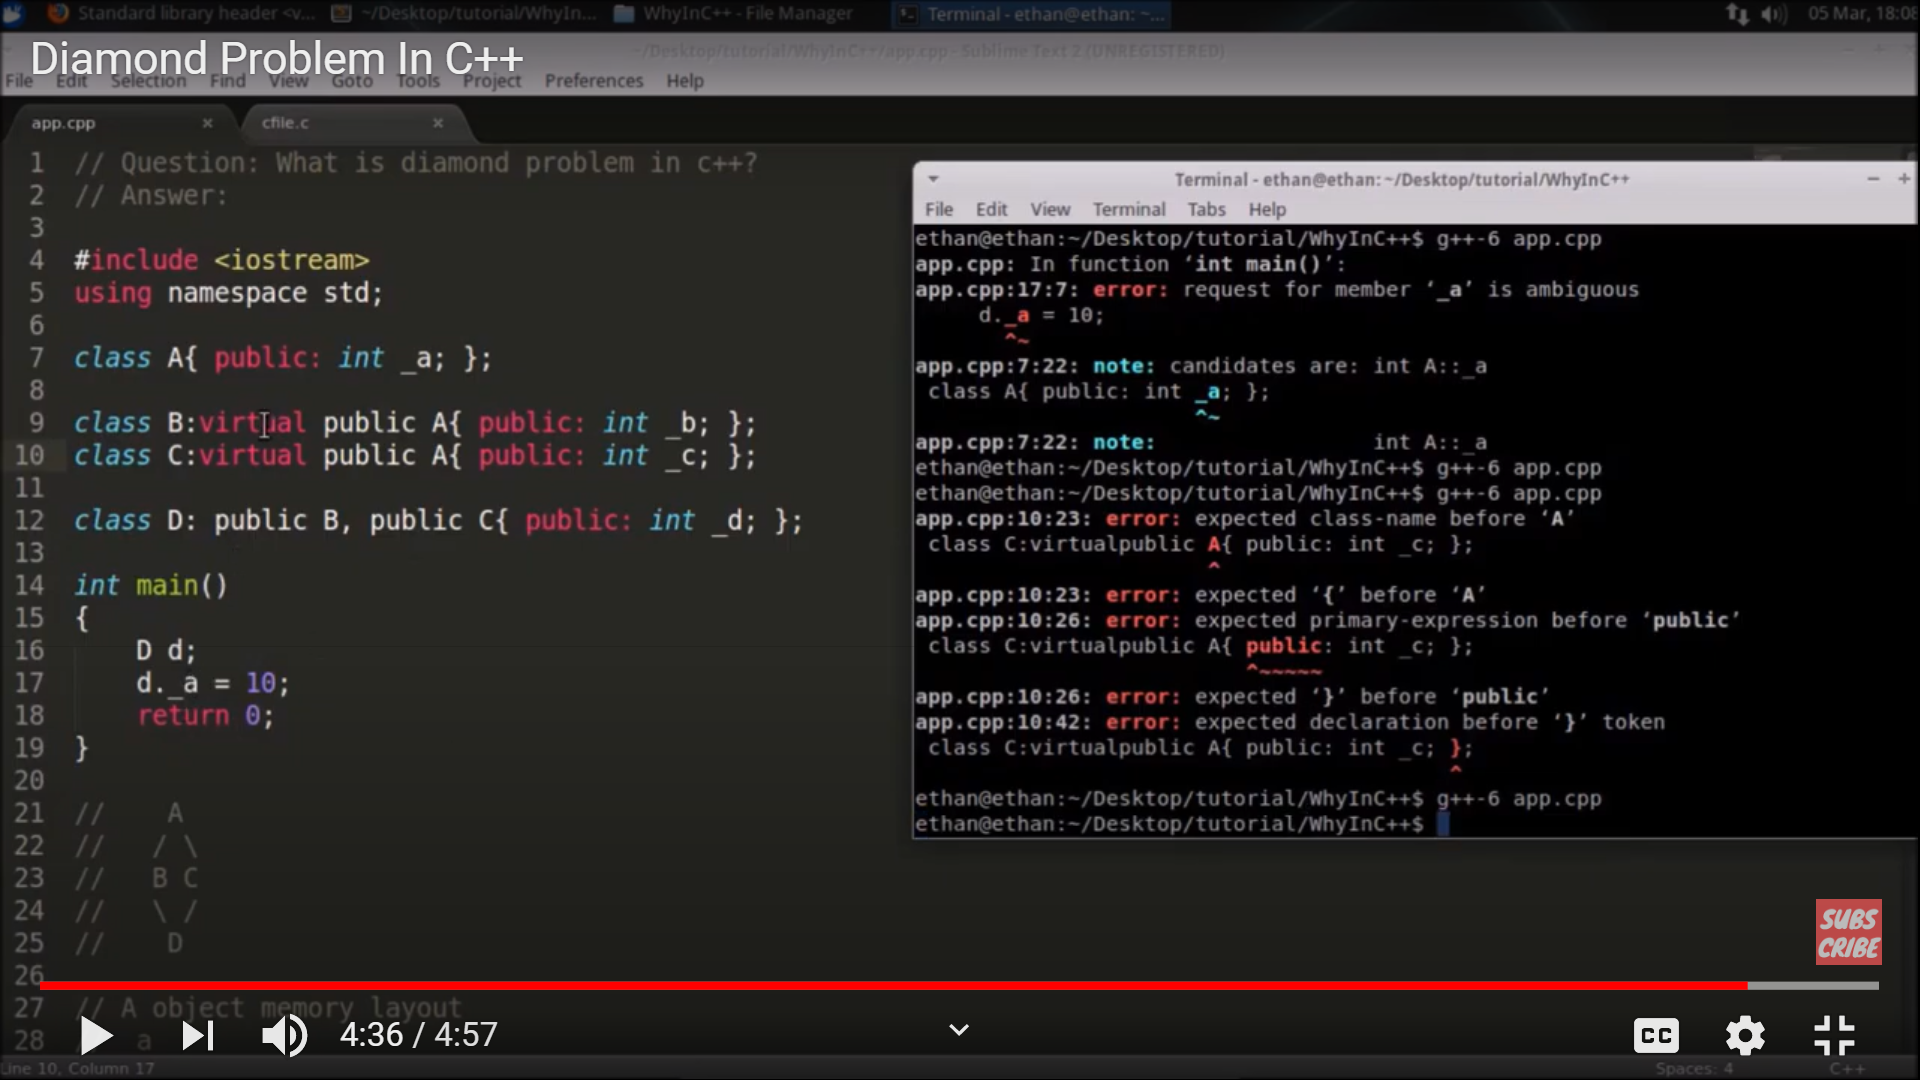 Standard library header <v...
~/Desktop/tutorial/WhyIn...
WhyInC++ - File Manager
Terminal - ethan@ethan: ~...
05 Mar, 18:08
Diamond Problem In C++
~/Desktop/tutorial/WhyInC++/app.cpp - Sublime Text 2 (UNREGISTERED)
File Edit Selection Find View Goto Tools Project Preferences Help
app.cpp × cfile.c ×
1 // Question: What is diamond problem in c++?
2 // Answer:
3
4 #include <iostream>
5 using namespace std;
6
7 class A{ public: int _a; };
8
9 class B:virtual public A{ public: int _b; };
10 class C:virtual public A{ public: int _c; };
11
12 class D: public B, public C{ public: int _d; };
13
14 int main()
15 {
16 D d;
17 d._a = 10;
18 return 0;
19 }
20
21 // A
22 // / \
23 // B C
24 // \ /
25 // D
26
27 // A object memory layout
28 a
Line 10, Column 17
Spaces: 4
C++
Terminal - ethan@ethan: ~/Desktop/tutorial/WhyInC++
File Edit View Terminal Tabs Help
ethan@ethan:~/Desktop/tutorial/WhyInC++$ g++-6 app.cpp
app.cpp: In function ‘int main()’:
app.cpp:17:7: error: request for member ‘_a’ is ambiguous
d._a = 10;
^~
app.cpp:7:22: note: candidates are: int A::_a
class A{ public: int _a; };
^~
app.cpp:7:22: note: int A::_a
ethan@ethan:~/Desktop/tutorial/WhyInC++$ g++-6 app.cpp
ethan@ethan:~/Desktop/tutorial/WhyInC++$ g++-6 app.cpp
app.cpp:10:23: error: expected class-name before ‘A’
class C:virtualpublic A{ public: int _c; };
^
app.cpp:10:23: error: expected ‘{’ before ‘A’
app.cpp:10:26: error: expected primary-expression before ‘public’
class C:virtualpublic A{ public: int _c; };
^~~~~~
app.cpp:10:26: error: expected ‘}’ before ‘public’
app.cpp:10:42: error: expected declaration before ‘}’ token
class C:virtualpublic A{ public: int _c; };
^
ethan@ethan:~/Desktop/tutorial/WhyInC++$ g++-6 app.cpp
ethan@ethan:~/Desktop/tutorial/WhyInC++$
SUBS
CRIBE
4:36 / 4:57
CC